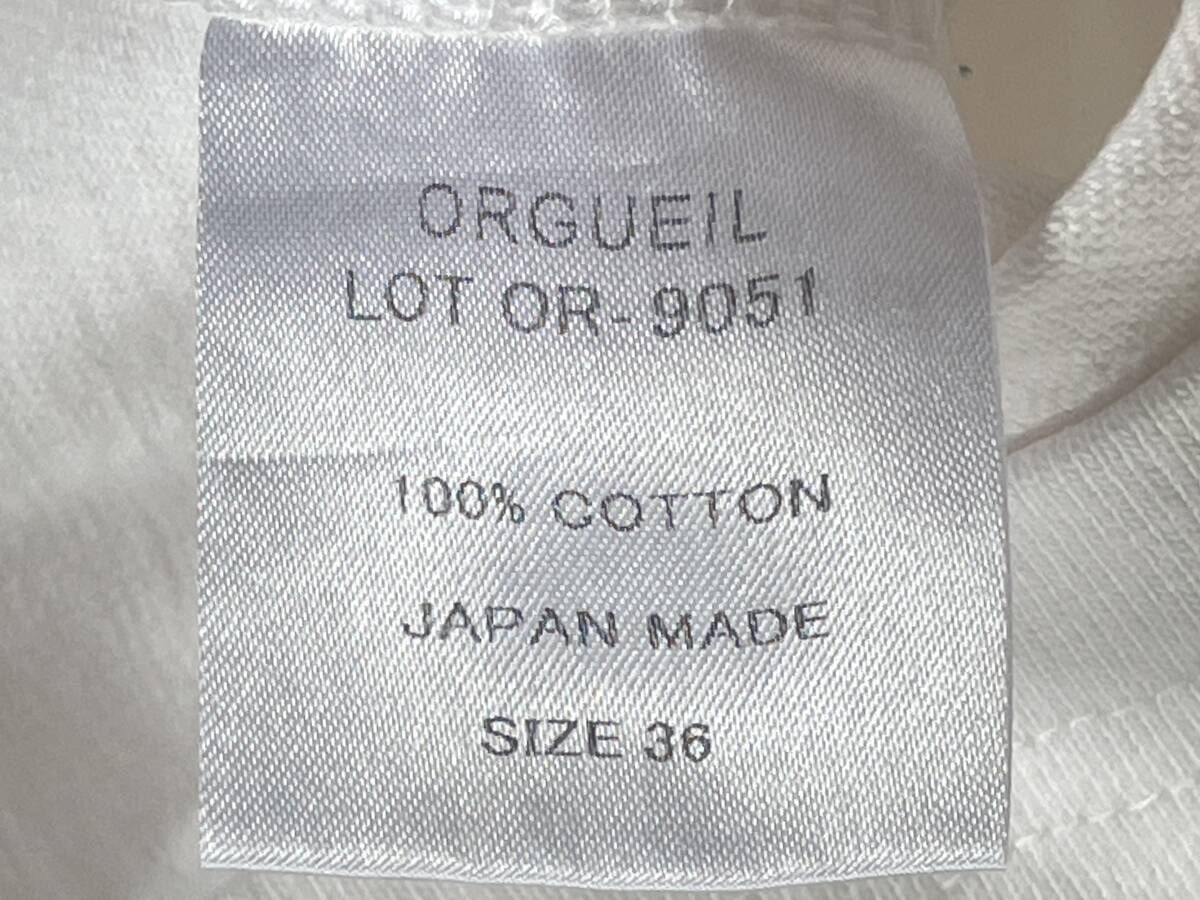 ORGUEIL
LOT OR-9051
100% COTTON
JAPAN MADE
SIZE 36